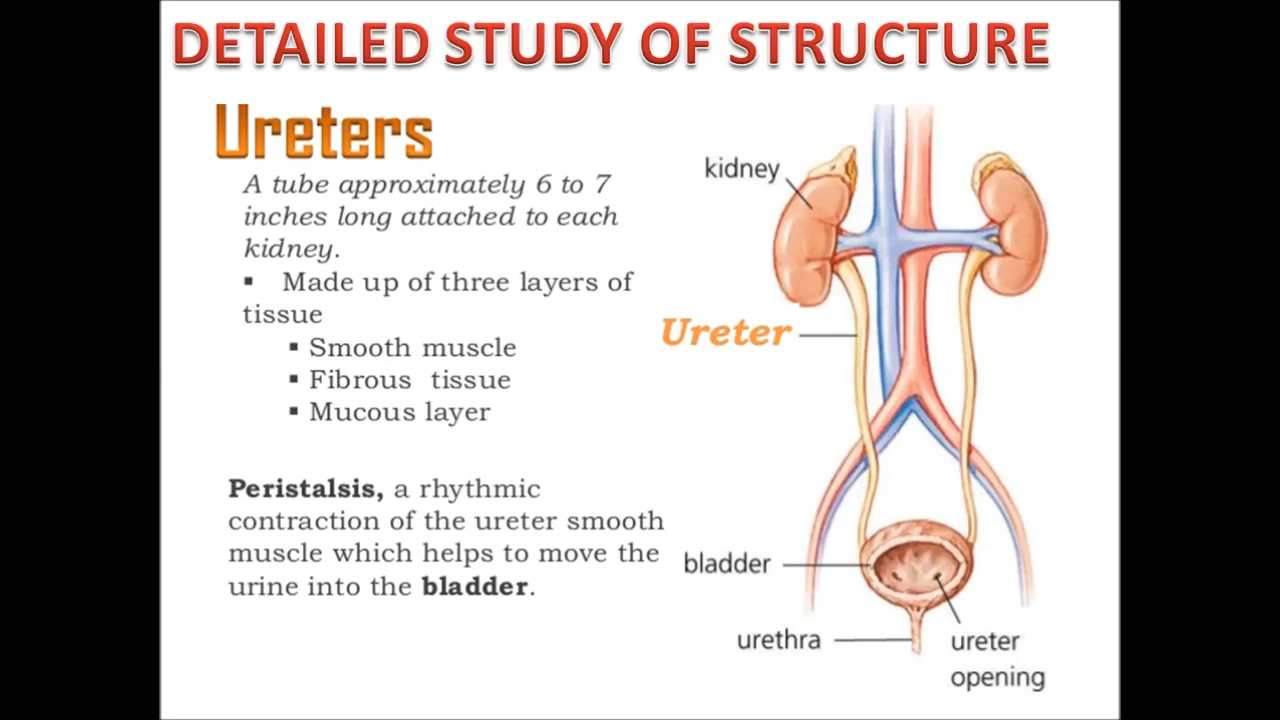 DETAILED STUDY OF STRUCTURE
Ureters
A tube approximately 6 to 7
inches long attached to each
kidney.
▪ Made up of three layers of
tissue
▪ Smooth muscle
▪ Fibrous tissue
▪ Mucous layer
Peristalsis, a rhythmic
contraction of the ureter smooth
muscle which helps to move the
urine into the bladder.
kidney
Ureter
bladder
urethra
ureter
opening